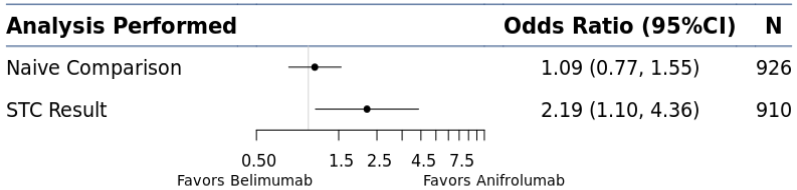 Analysis Performed Odds Ratio (95%CI) N
Naive Comparison 1.09 (0.77, 1.55) 926
STC Result 2.19 (1.10, 4.36) 910
0.50 1.5 2.5 4.5 7.5
Favors Belimumab Favors Anifrolumab